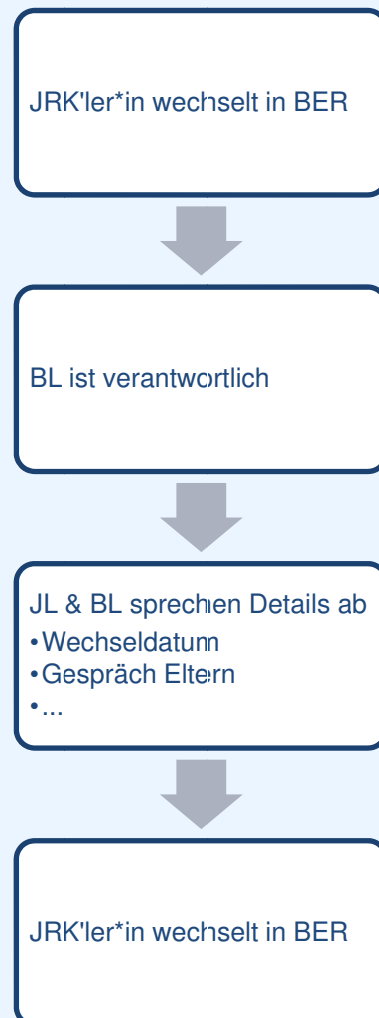 JRK'ler*in wechselt in BER
BL ist verantwortlich
JL & BL sprechen Details ab
•Wechseldatum
•Gespräch Eltern
•...
JRK'ler*in wechselt in BER